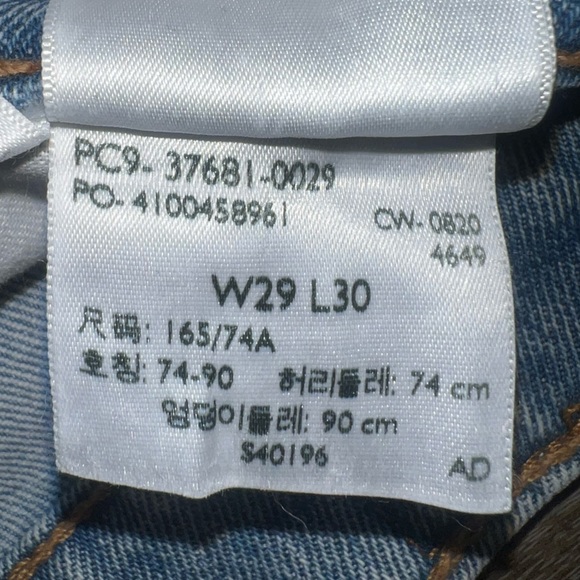 PC9- 37681-0029
PO- 4100458961
CW- 0820
4649
W29 L30
尺码: 165/74A
호칭: 74-90 허리둘레: 74 cm
엉덩이둘레: 90 cm
S40196
AD